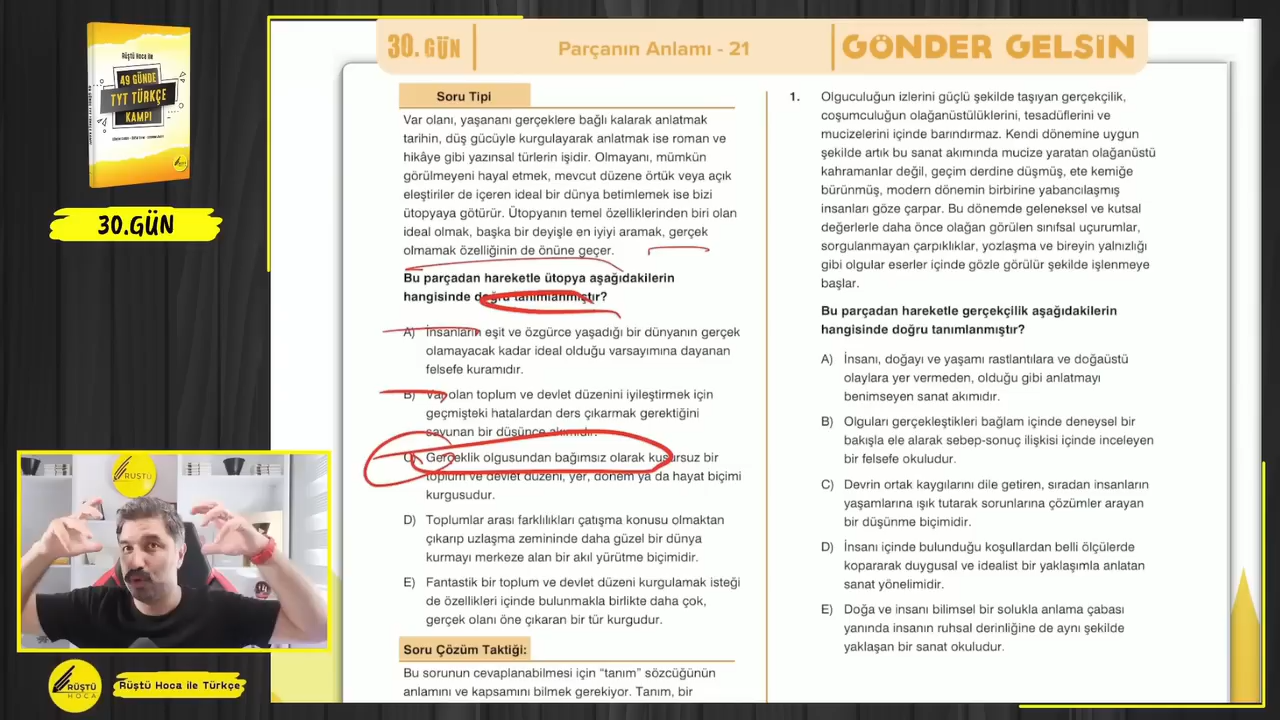 RÜŞTÜ HOCA İLE
49 GÜNDE
TYT TÜRKÇE
KAMPI
30.GÜN
RÜŞTÜ
RÜŞTÜ
HOCA
Rüştü Hoca ile Türkçe
30. GÜN
Parçanın Anlamı - 21
GÖNDER GELSİN
Soru Tipi
Var olanı, yaşananı gerçeklere bağlı kalarak anlatmak
tarihin, düş gücüyle kurgulayarak anlatmak ise roman ve
hikâye gibi yazınsal türlerin işidir. Olmayanı, mümkün
görülmeyeni hayal etmek, mevcut düzene örtük veya açık
eleştiriler de içeren ideal bir dünya betimlemek ise bizi
ütopyaya götürür. Ütopyanın temel özelliklerinden biri olan
ideal olmak, başka bir deyişle en iyiyi aramak, gerçek
olmamak özelliğinin de önüne geçer.
Bu parçadan hareketle ütopya aşağıdakilerin
hangisinde doğru tanımlanmıştır?
A) İnsanların eşit ve özgürce yaşadığı bir dünyanın gerçek
olamayacak kadar ideal olduğu varsayımına dayanan
felsefe kuramıdır.
B) Var olan toplum ve devlet düzenini iyileştirmek için
geçmişteki hatalardan ders çıkarmak gerektiğini
savunan bir düşünce akımıdır.
C) Gerçeklik olgusundan bağımsız olarak kusursuz bir
toplum ve devlet düzeni, yer, dönem ya da hayat biçimi
kurgusudur.
D) Toplumlar arası farklılıkları çatışma konusu olmaktan
çıkarıp uzlaşma zemininde daha güzel bir dünya
kurmayı merkeze alan bir akıl yürütme biçimidir.
E) Fantastik bir toplum ve devlet düzeni kurgulamak isteği
de özellikleri içinde bulunmakla birlikte daha çok,
gerçek olanı öne çıkaran bir tür kurgudur.
Soru Çözüm Taktiği:
Bu sorunun cevaplanabilmesi için “tanım” sözcüğünün
anlamını ve kapsamını bilmek gerekiyor. Tanım, bir
1. Olguculuğun izlerini güçlü şekilde taşıyan gerçekçilik,
coşumculuğun olağanüstülüklerini, tesadüflerini ve
mucizelerini içinde barındırmaz. Kendi dönemine uygun
şekilde artık bu sanat akımında mucize yaratan olağanüstü
kahramanlar değil, geçim derdine düşmüş, ete kemiğe
bürünmüş, modern dönemin birbirine yabancılaşmış
insanları göze çarpar. Bu dönemde geleneksel ve kutsal
değerlerle daha önce olağan görülen sınıfsal uçurumlar,
sorgulanmayan çarpıklıklar, yozlaşma ve bireyin yalnızlığı
gibi olgular eserler içinde gözle görülür şekilde işlenmeye
başlar.
Bu parçadan hareketle gerçekçilik aşağıdakilerin
hangisinde doğru tanımlanmıştır?
A) İnsanı, doğayı ve yaşamı rastlantılara ve doğaüstü
olaylara yer vermeden, olduğu gibi anlatmayı
benimseyen sanat akımıdır.
B) Olguları gerçekleştikleri bağlam içinde deneysel bir
bakışla ele alarak sebep-sonuç ilişkisi içinde inceleyen
bir felsefe okuludur.
C) Devrin ortak kaygılarını dile getiren, sıradan insanların
yaşamlarına ışık tutarak sorunlarına çözümler arayan
bir düşünme biçimidir.
D) İnsanı içinde bulunduğu koşullardan belli ölçülerde
kopararak duygusal ve idealist bir yaklaşımla anlatan
sanat yönelimidir.
E) Doğa ve insanı bilimsel bir solukla anlama çabası
yanında insanın ruhsal derinliğine de aynı şekilde
yaklaşan bir sanat okuludur.